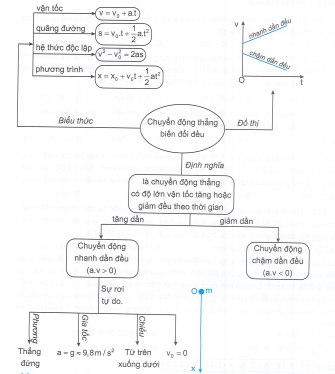 vận tốc
v = v₀ + a.t
quãng đường
s = v₀.t + 1/2 a.t²
hệ thức độc lập
v² − v₀² = 2as
phương trình
x = x₀ + v₀t + 1/2 at²
v
nhanh dần đều
chậm dần đều
O
t
Biểu thức
Chuyển động thẳng
biến đổi đều
Đồ thị
Định nghĩa
là chuyển động thẳng
có độ lớn vận tốc tăng hoặc
giảm đều theo thời gian
tăng dần
giảm dần
Chuyển động
nhanh dần đều
(a.v > 0)
Chuyển động
chậm dần đều
(a.v < 0)
Sự rơi
tự do.
O
m
Phương
Gia tốc
Chiều
Thẳng
đứng
a = g ≈ 9,8m / s²
Từ trên
xuống dưới
v₀ = 0
x